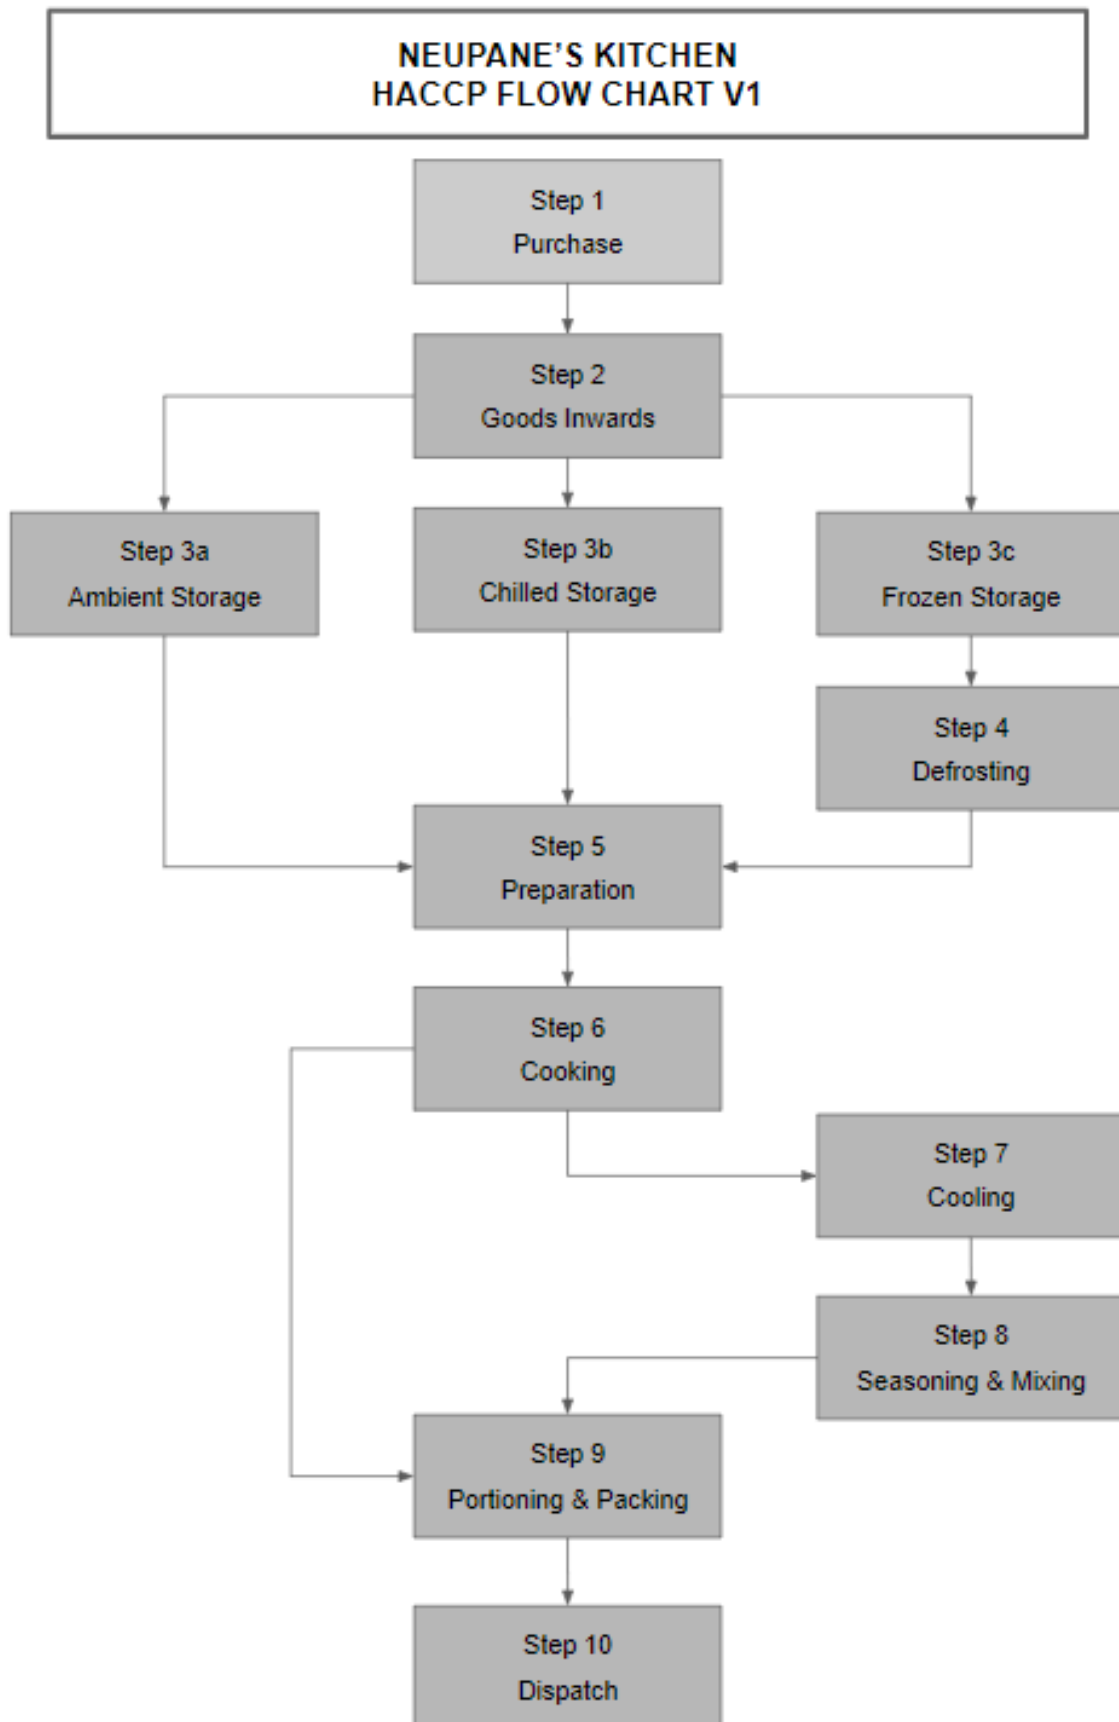 NEUPANE'S KITCHEN
HACCP FLOW CHART V1
Step 1
Purchase
Step 2
Goods Inwards
Step 3a
Ambient Storage
Step 3b
Chilled Storage
Step 3c
Frozen Storage
Step 4
Defrosting
Step 5
Preparation
Step 6
Cooking
Step 7
Cooling
Step 8
Seasoning & Mixing
Step 9
Portioning & Packing
Step 10
Dispatch